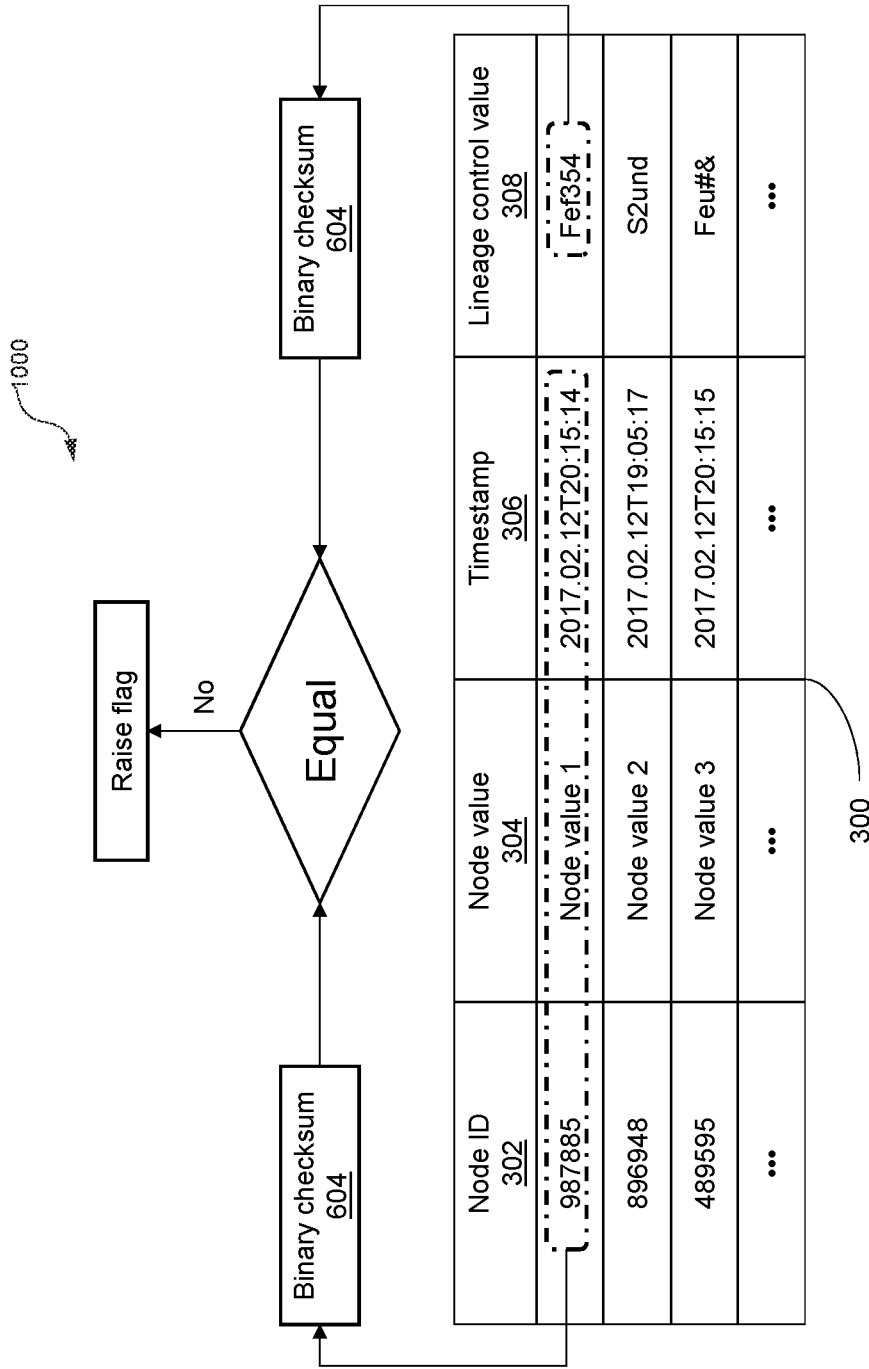 1000
Raise flag
No
Binary checksum
604
Equal
Binary checksum
604
Node ID
302
Node value
304
Timestamp
306
Lineage control value
308
987885
Node value 1
2017.02.12T20:15:14
Fef354
896948
Node value 2
2017.02.12T19:05:17
S2und
489595
Node value 3
2017.02.12T20:15:15
Feu#&
•••
•••
•••
•••
300